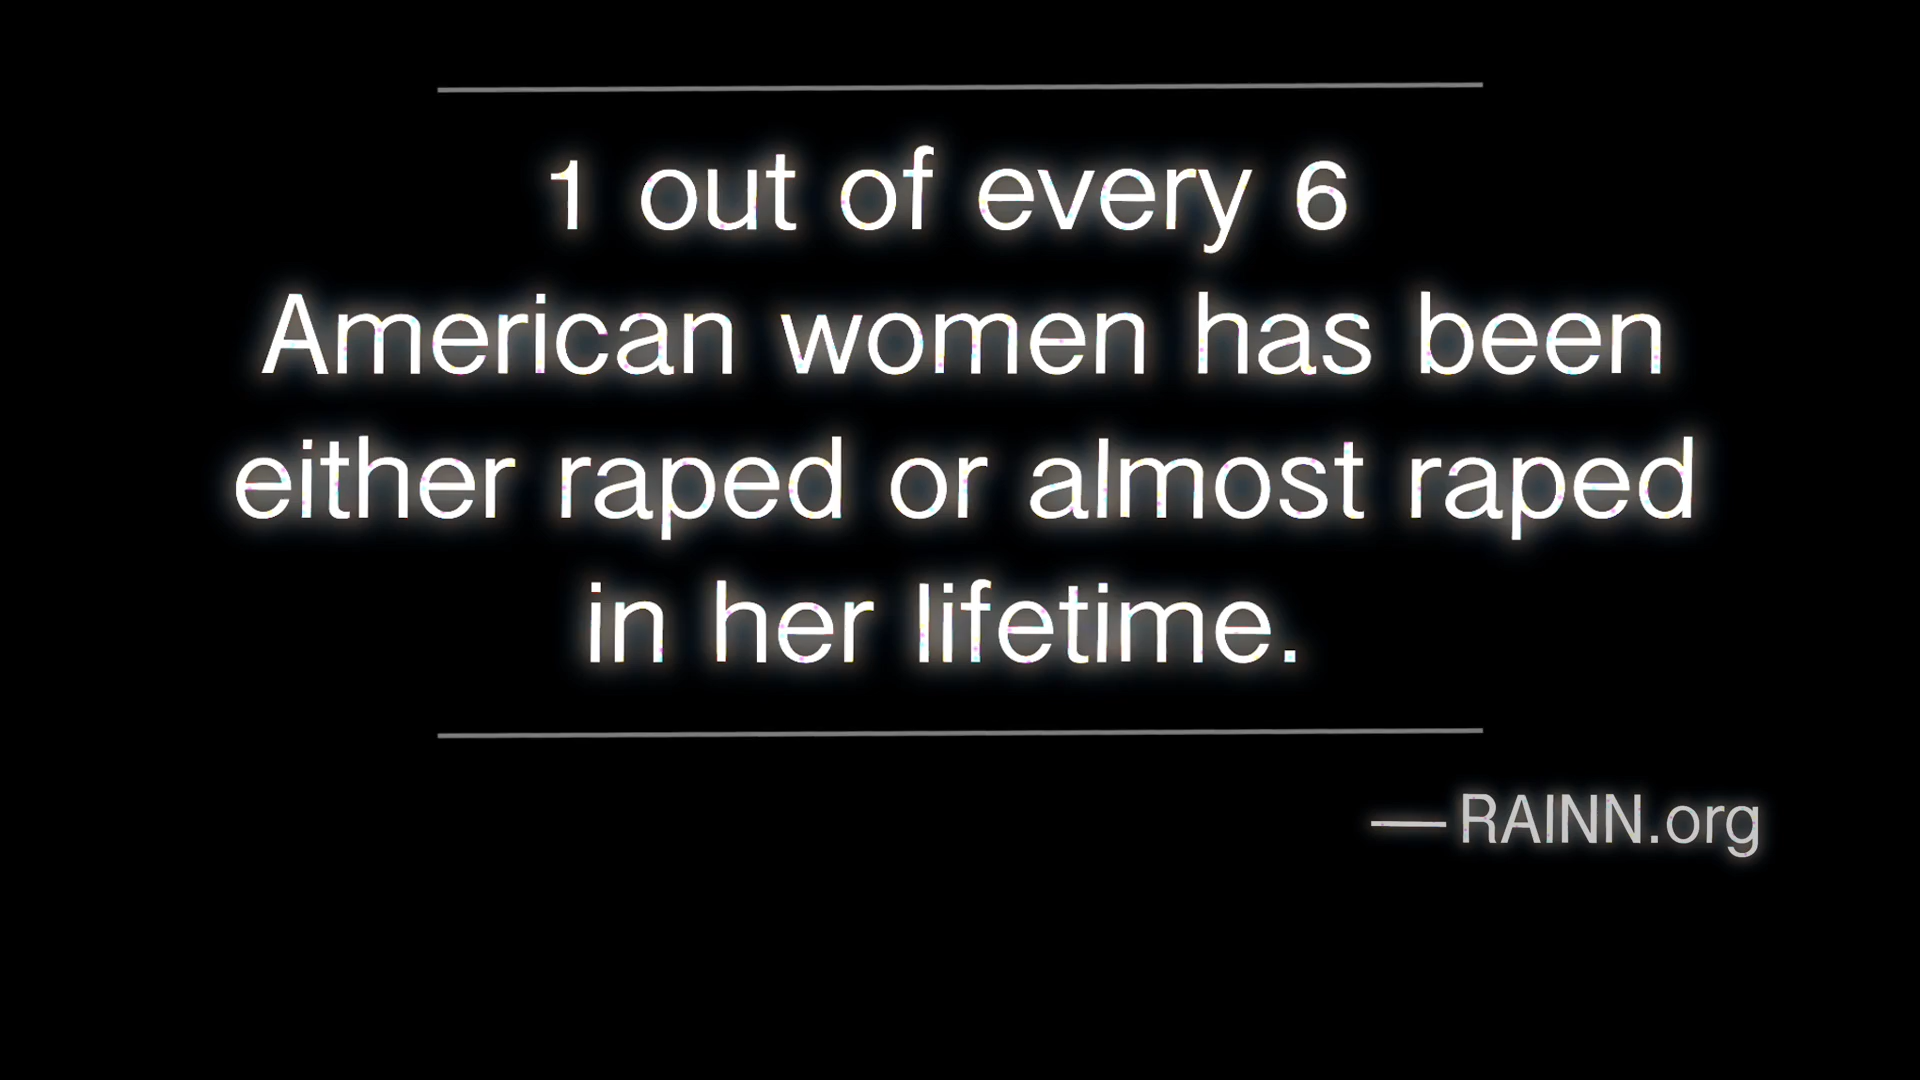 1 out of every 6
American women has been
either raped or almost raped
in her lifetime.
—RAINN.org